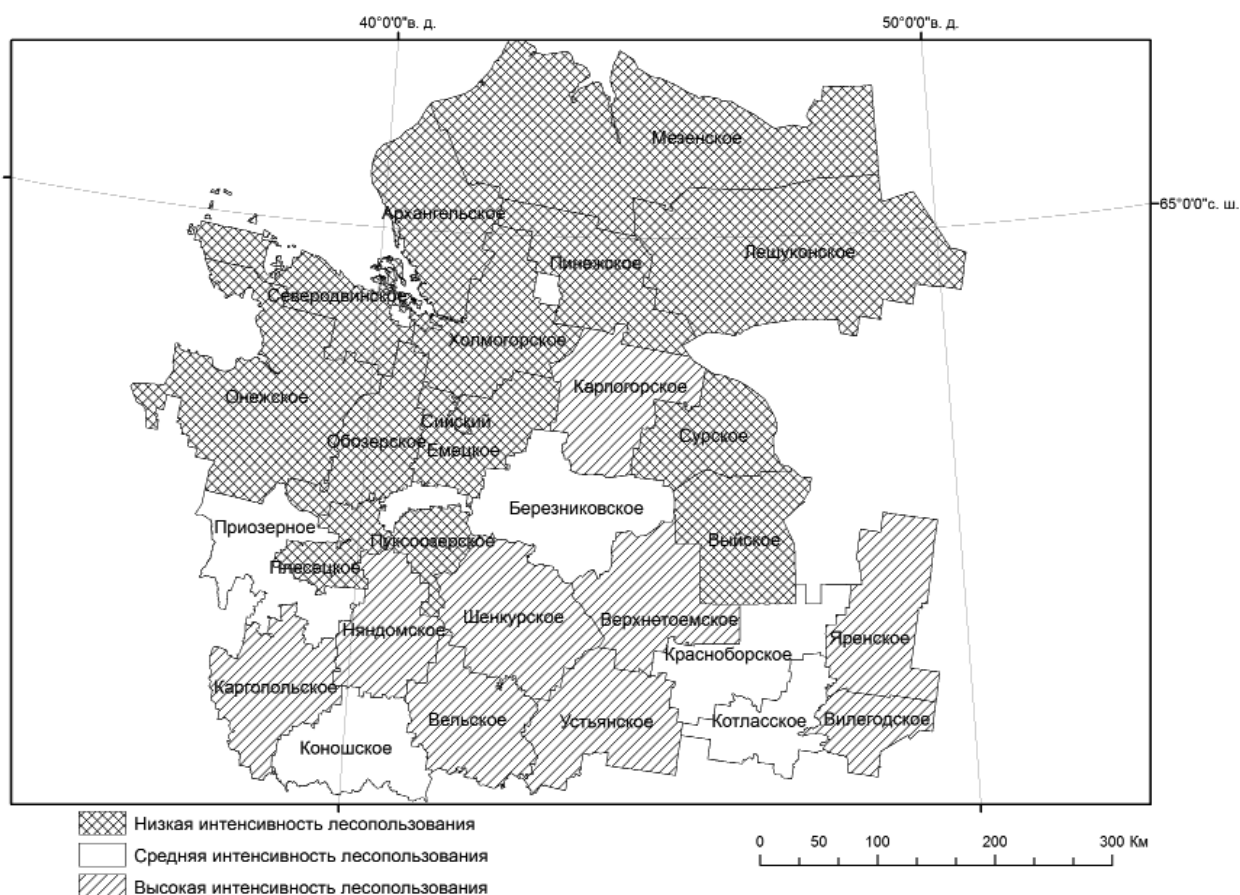 40°0'0"в. д.
50°0'0"в. д.
Мезенское
65°0'0"с. ш.
Архангельское
Лешуконское
Пинежское
Северодвинское
Холмогорское
Карпогорское
Онежское
Сийский
Сурское
Обозерское
Емецкое
Березниковское
Приозерное
Пуксоозерское
Выйское
Плесецкое
Шенкурское
Верхнетоемское
Няндомское
Яренское
Красноборское
Каргопольское
Вельское
Устьянское
Котласское
Вилегодское
Коношское
Низкая интенсивность лесопользования
Средняя интенсивность лесопользования
Высокая интенсивность лесопользования
0 50 100 200 300 Км